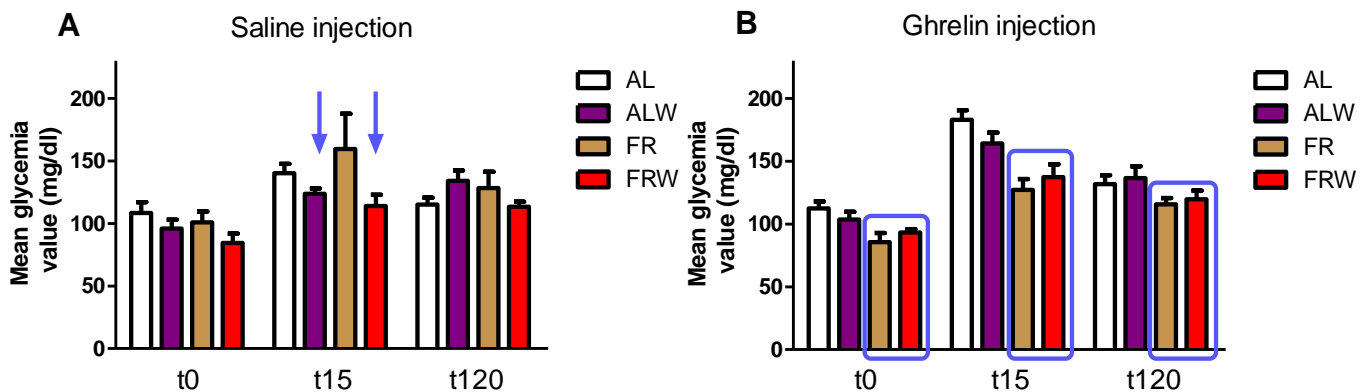 A
Saline injection
Mean glycemia
value (mg/dl)
200
150
100
50
0
t0
t15
t120
AL
ALW
FR
FRW
B
Ghrelin injection
Mean glycemia
value (mg/dl)
200
150
100
50
0
t0
t15
t120
AL
ALW
FR
FRW